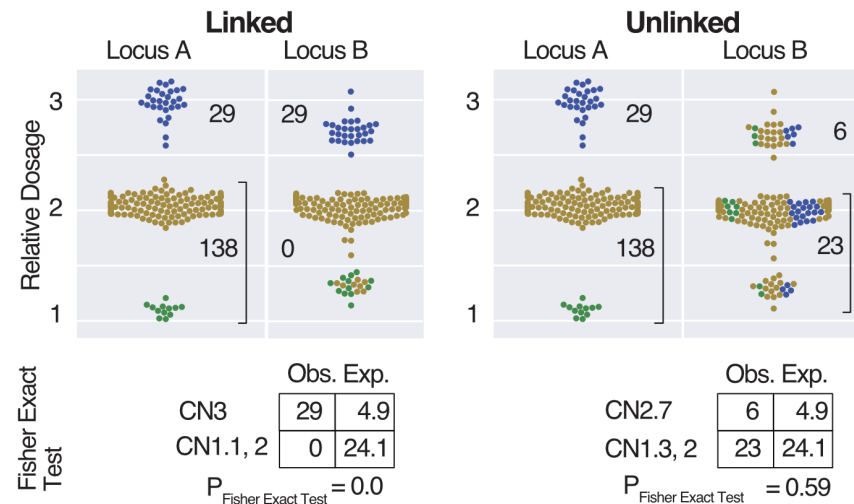 Linked
Unlinked
Locus A
Locus B
Locus A
Locus B
Relative Dosage
3
2
1
29
29
138
0
3
2
1
29
6
138
23
Fisher Exact
Test
Obs. Exp.
CN3 29 4.9
CN1.1, 2 0 24.1
P Fisher Exact Test = 0.0
CN2.7 6 4.9
CN1.3, 2 23 24.1
P Fisher Exact Test = 0.59
Obs. Exp.